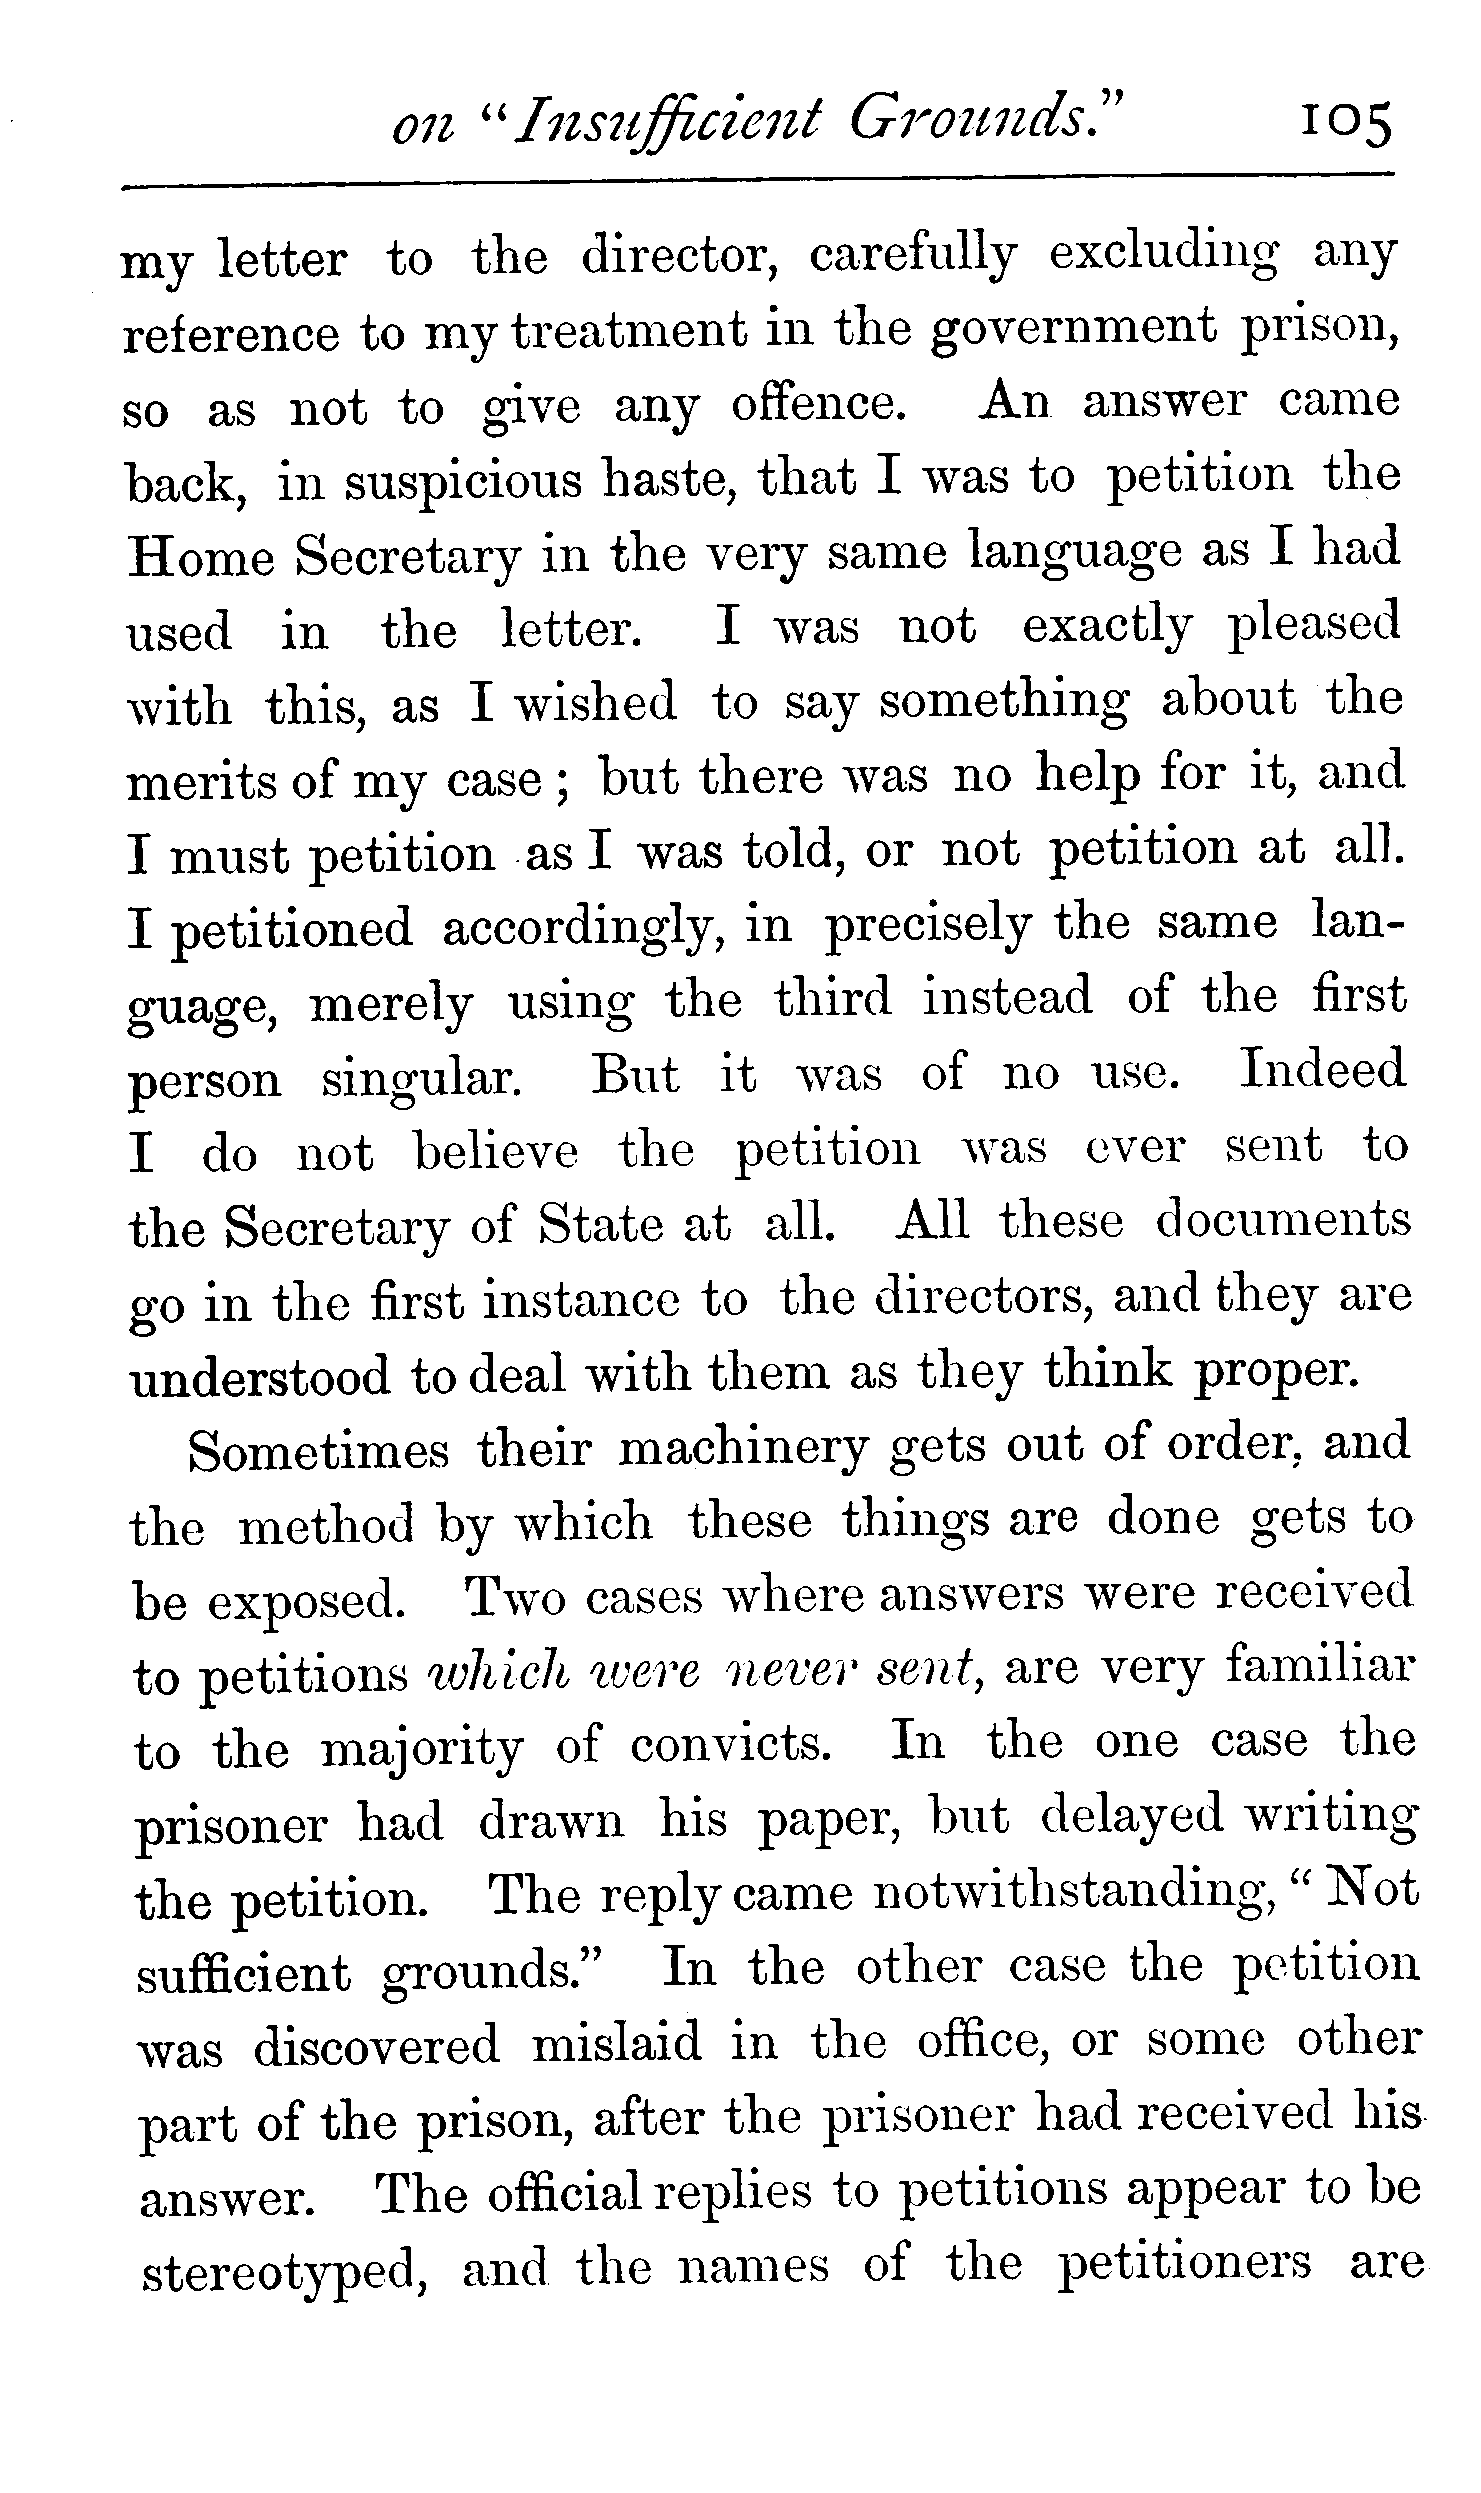 on "Insufficient Grounds." 105
my letter to the director, carefully excluding any
reference to my treatment in the government prison,
so as not to give any offence. An answer came
back, in suspicious haste, that I was to petition the
Home Secretary in the very same language as I had
used in the letter. I was not exactly pleased
with this, as I wished to say something about the
merits of my case ; but there was no help for it, and
I must petition as I was told, or not petition at all.
I petitioned accordingly, in precisely the same lan-
guage, merely using the third instead of the first
person singular. But it was of no use. Indeed
I do not believe the petition was ever sent to
the Secretary of State at all. All these documents
go in the first instance to the directors, and they are
understood to deal with them as they think proper.
Sometimes their machinery gets out of order, and
the method by which these things are done gets to
be exposed. Two cases where answers were received
to petitions which were never sent, are very familiar
to the majority of convicts. In the one case the
prisoner had drawn his paper, but delayed writing
the petition. The reply came notwithstanding, " Not
sufficient grounds." In the other case the petition
was discovered mislaid in the office, or some other
part of the prison, after the prisoner had received his
answer. The official replies to petitions appear to be
stereotyped, and the names of the petitioners are